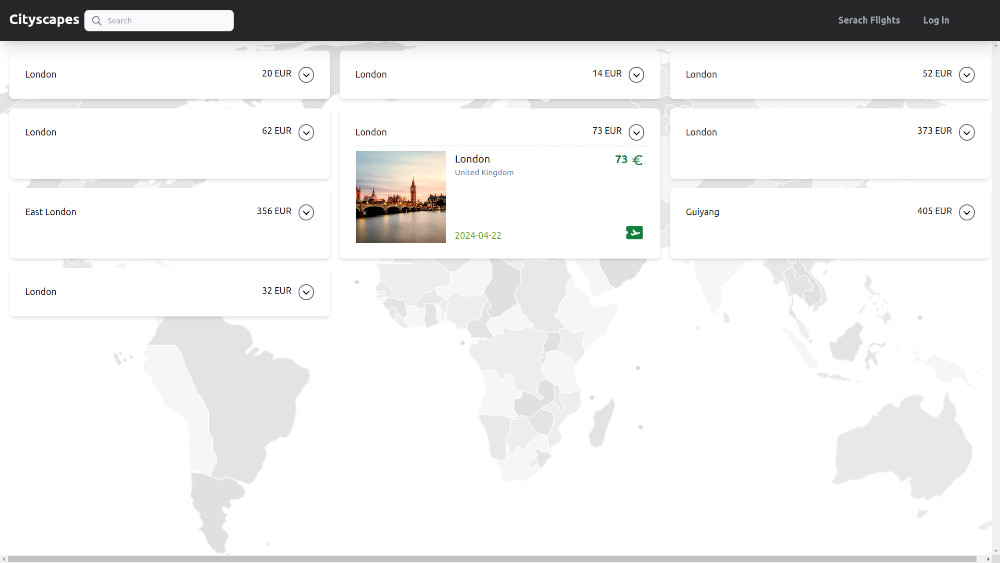 Cityscapes
Search
Serach Flights
Log In
London
20 EUR
London
14 EUR
London
52 EUR
London
62 EUR
London
73 EUR
London
373 EUR
London
73 €
United Kingdom
2024-04-22
East London
356 EUR
Guiyang
405 EUR
London
32 EUR